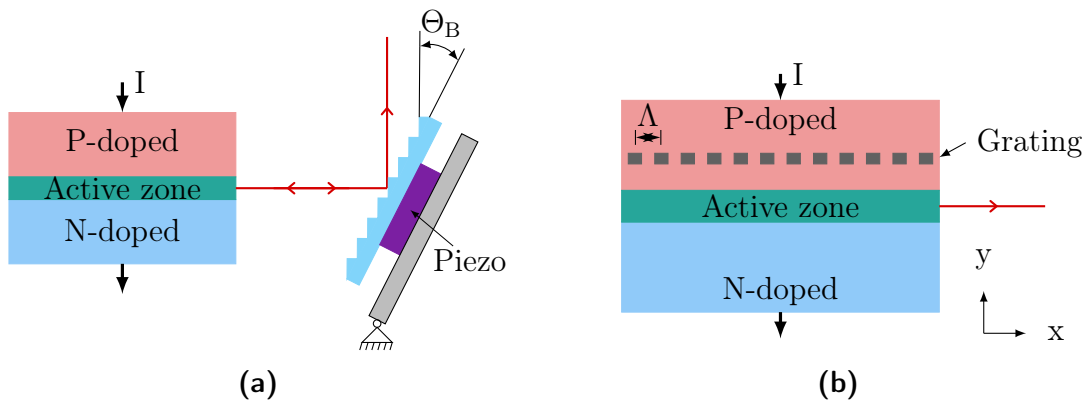 Θ_B
I
P-doped
Active zone
N-doped
Piezo
(a)
I
Λ
P-doped
Grating
Active zone
N-doped
y
x
(b)